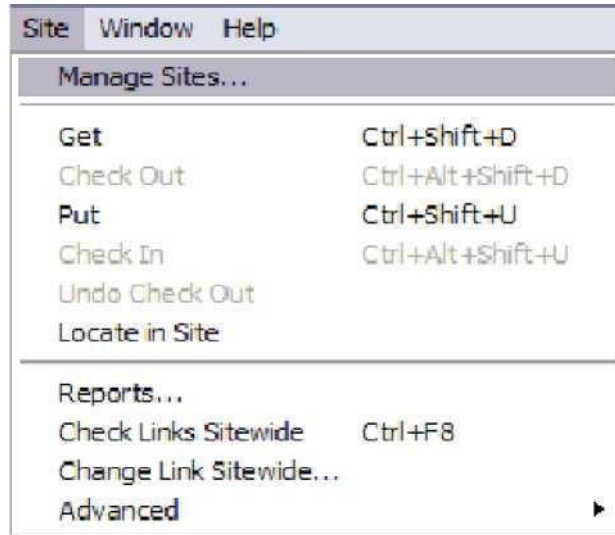 Site Window Help
Manage Sites...
Get Ctrl+Shift+D
Check Out Ctrl+Alt+Shift+D
Put Ctrl+Shift+U
Check In Ctrl+Alt+Shift+U
Undo Check Out
Locate in Site
Reports...
Check Links Sitewide Ctrl+F8
Change Link Sitewide...
Advanced